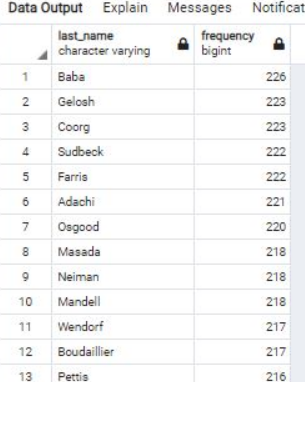 Data Output Explain Messages Notificat
last_name frequency
character varying bigint
1 Baba 226
2 Gelosh 223
3 Coorg 223
4 Sudbeck 222
5 Farris 222
6 Adachi 221
7 Osgood 220
8 Masada 218
9 Neiman 218
10 Mandell 218
11 Wendorf 217
12 Boudaillier 217
13 Pettis 216